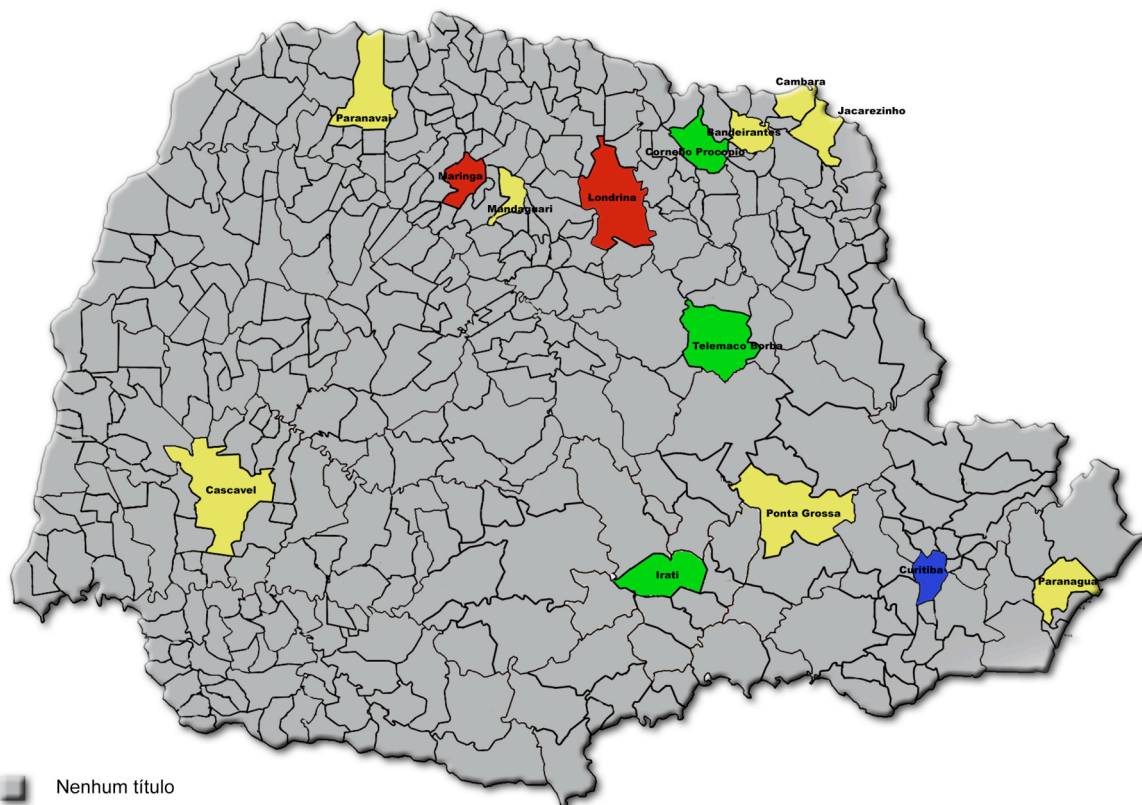 Cambara
Jacarezinho
Paranavai
Bandeirantes
Cornelio Procopio
Maringa
Londrina
Mandaguari
Telemaco Borba
Cascavel
Ponta Grossa
Curitiba
Irati
Paranagua
Nenhum título